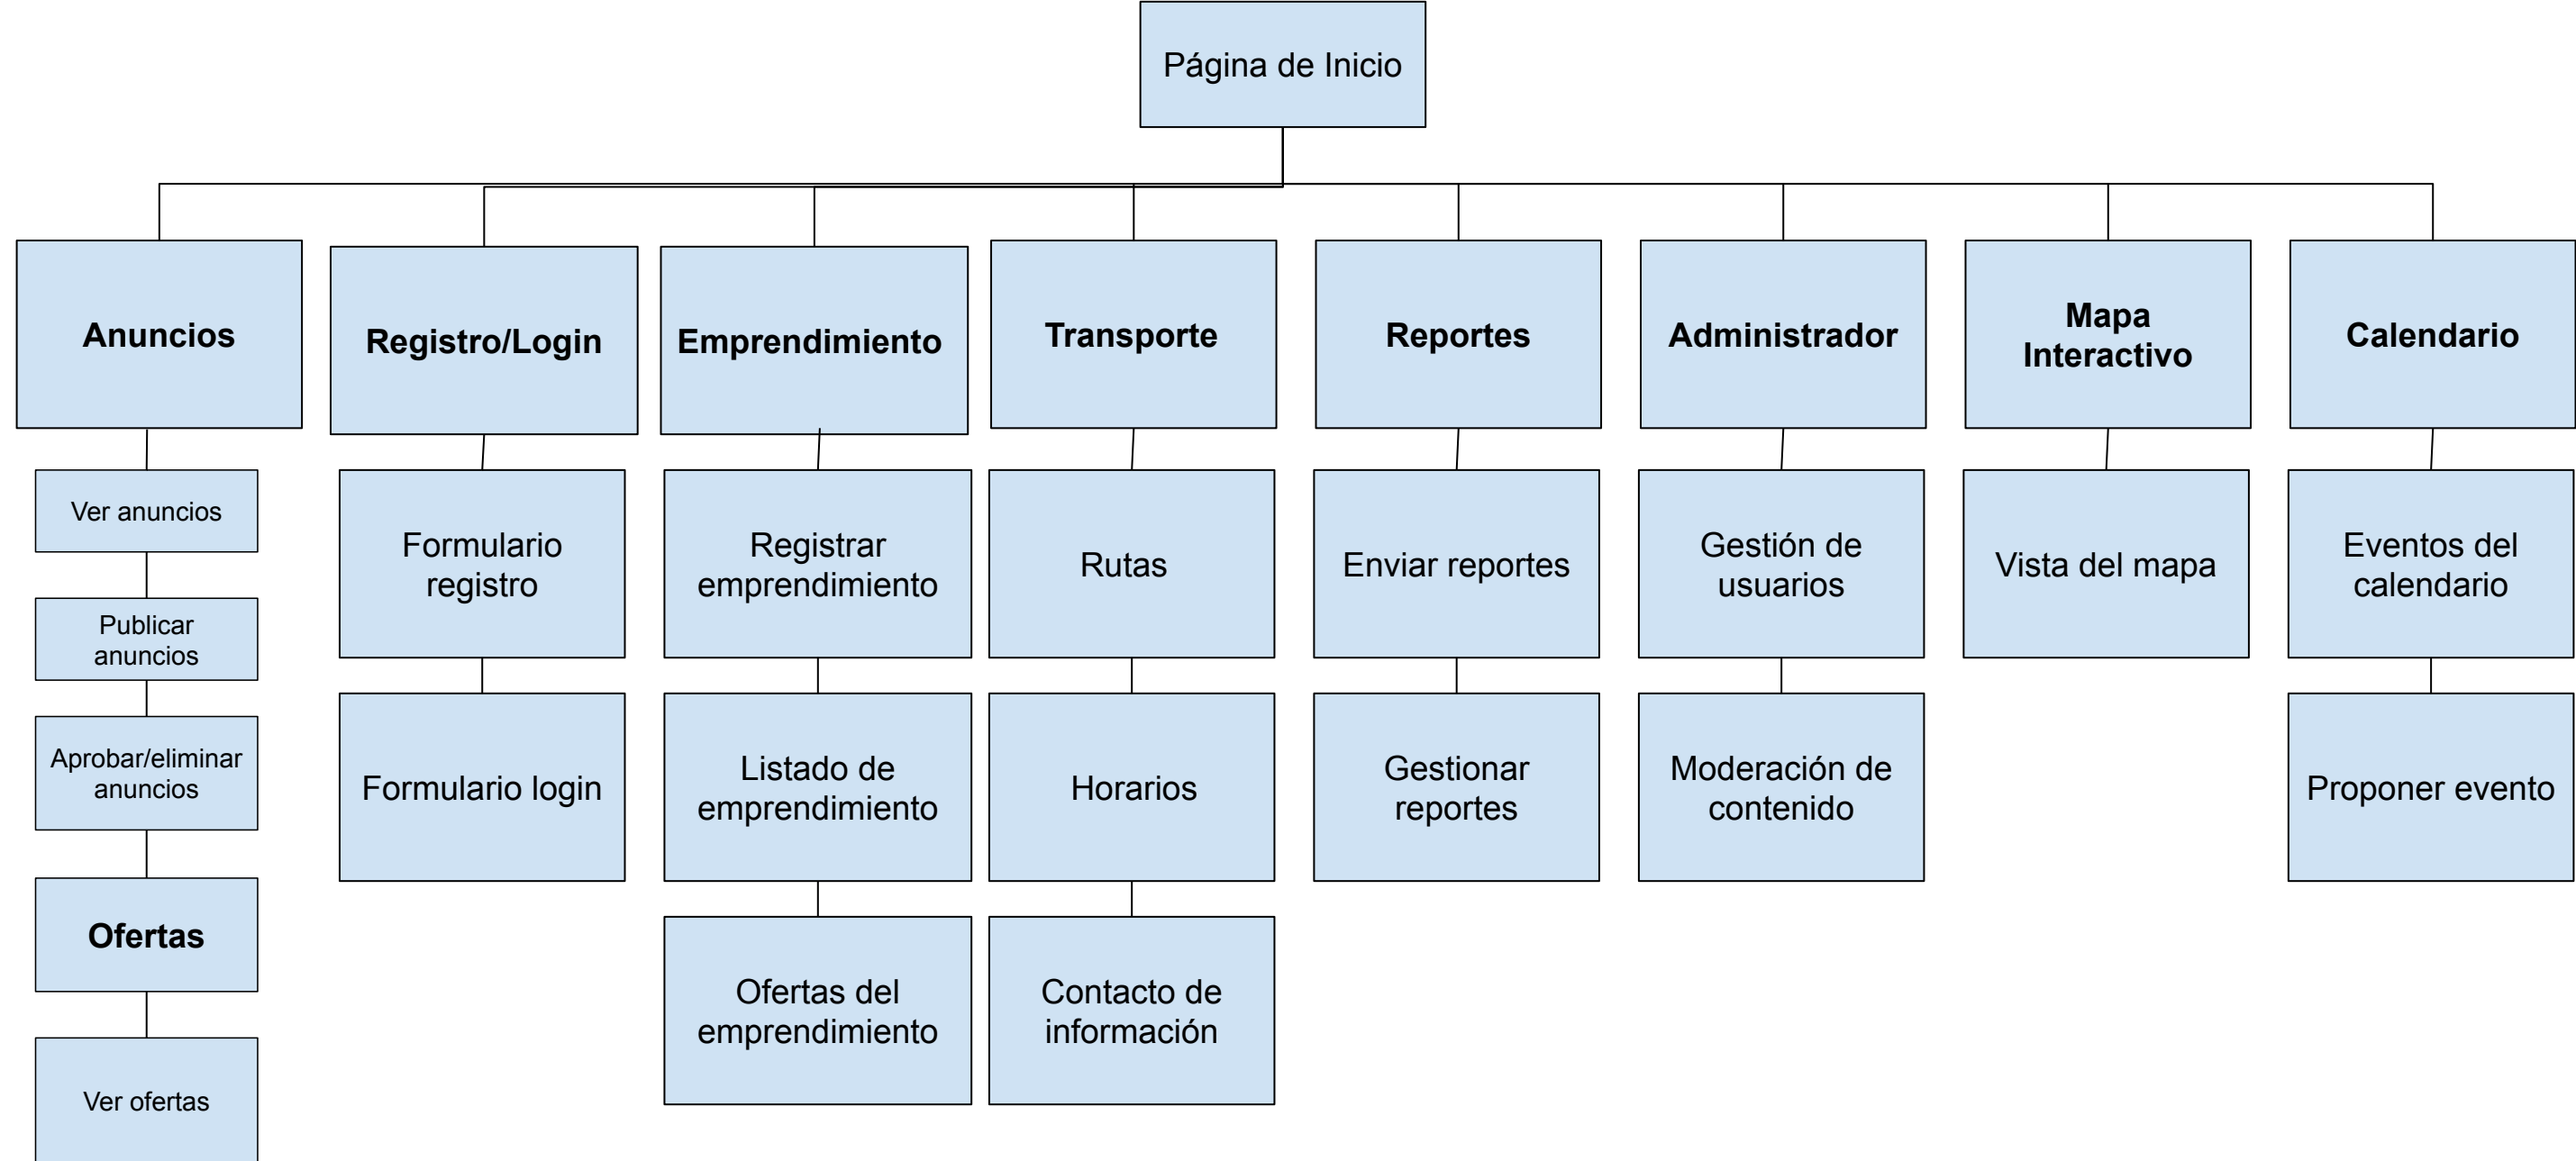 Página de Inicio
Anuncios
Registro/Login
Emprendimiento
Transporte
Reportes
Administrador
Mapa
Interactivo
Calendario
Ver anuncios
Publicar
anuncios
Aprobar/eliminar
anuncios
Ofertas
Ver ofertas
Formulario
registro
Formulario login
Registrar
emprendimiento
Listado de
emprendimiento
Ofertas del
emprendimiento
Rutas
Horarios
Contacto de
información
Enviar reportes
Gestionar
reportes
Gestión de
usuarios
Moderación de
contenido
Vista del mapa
Eventos del
calendario
Proponer evento